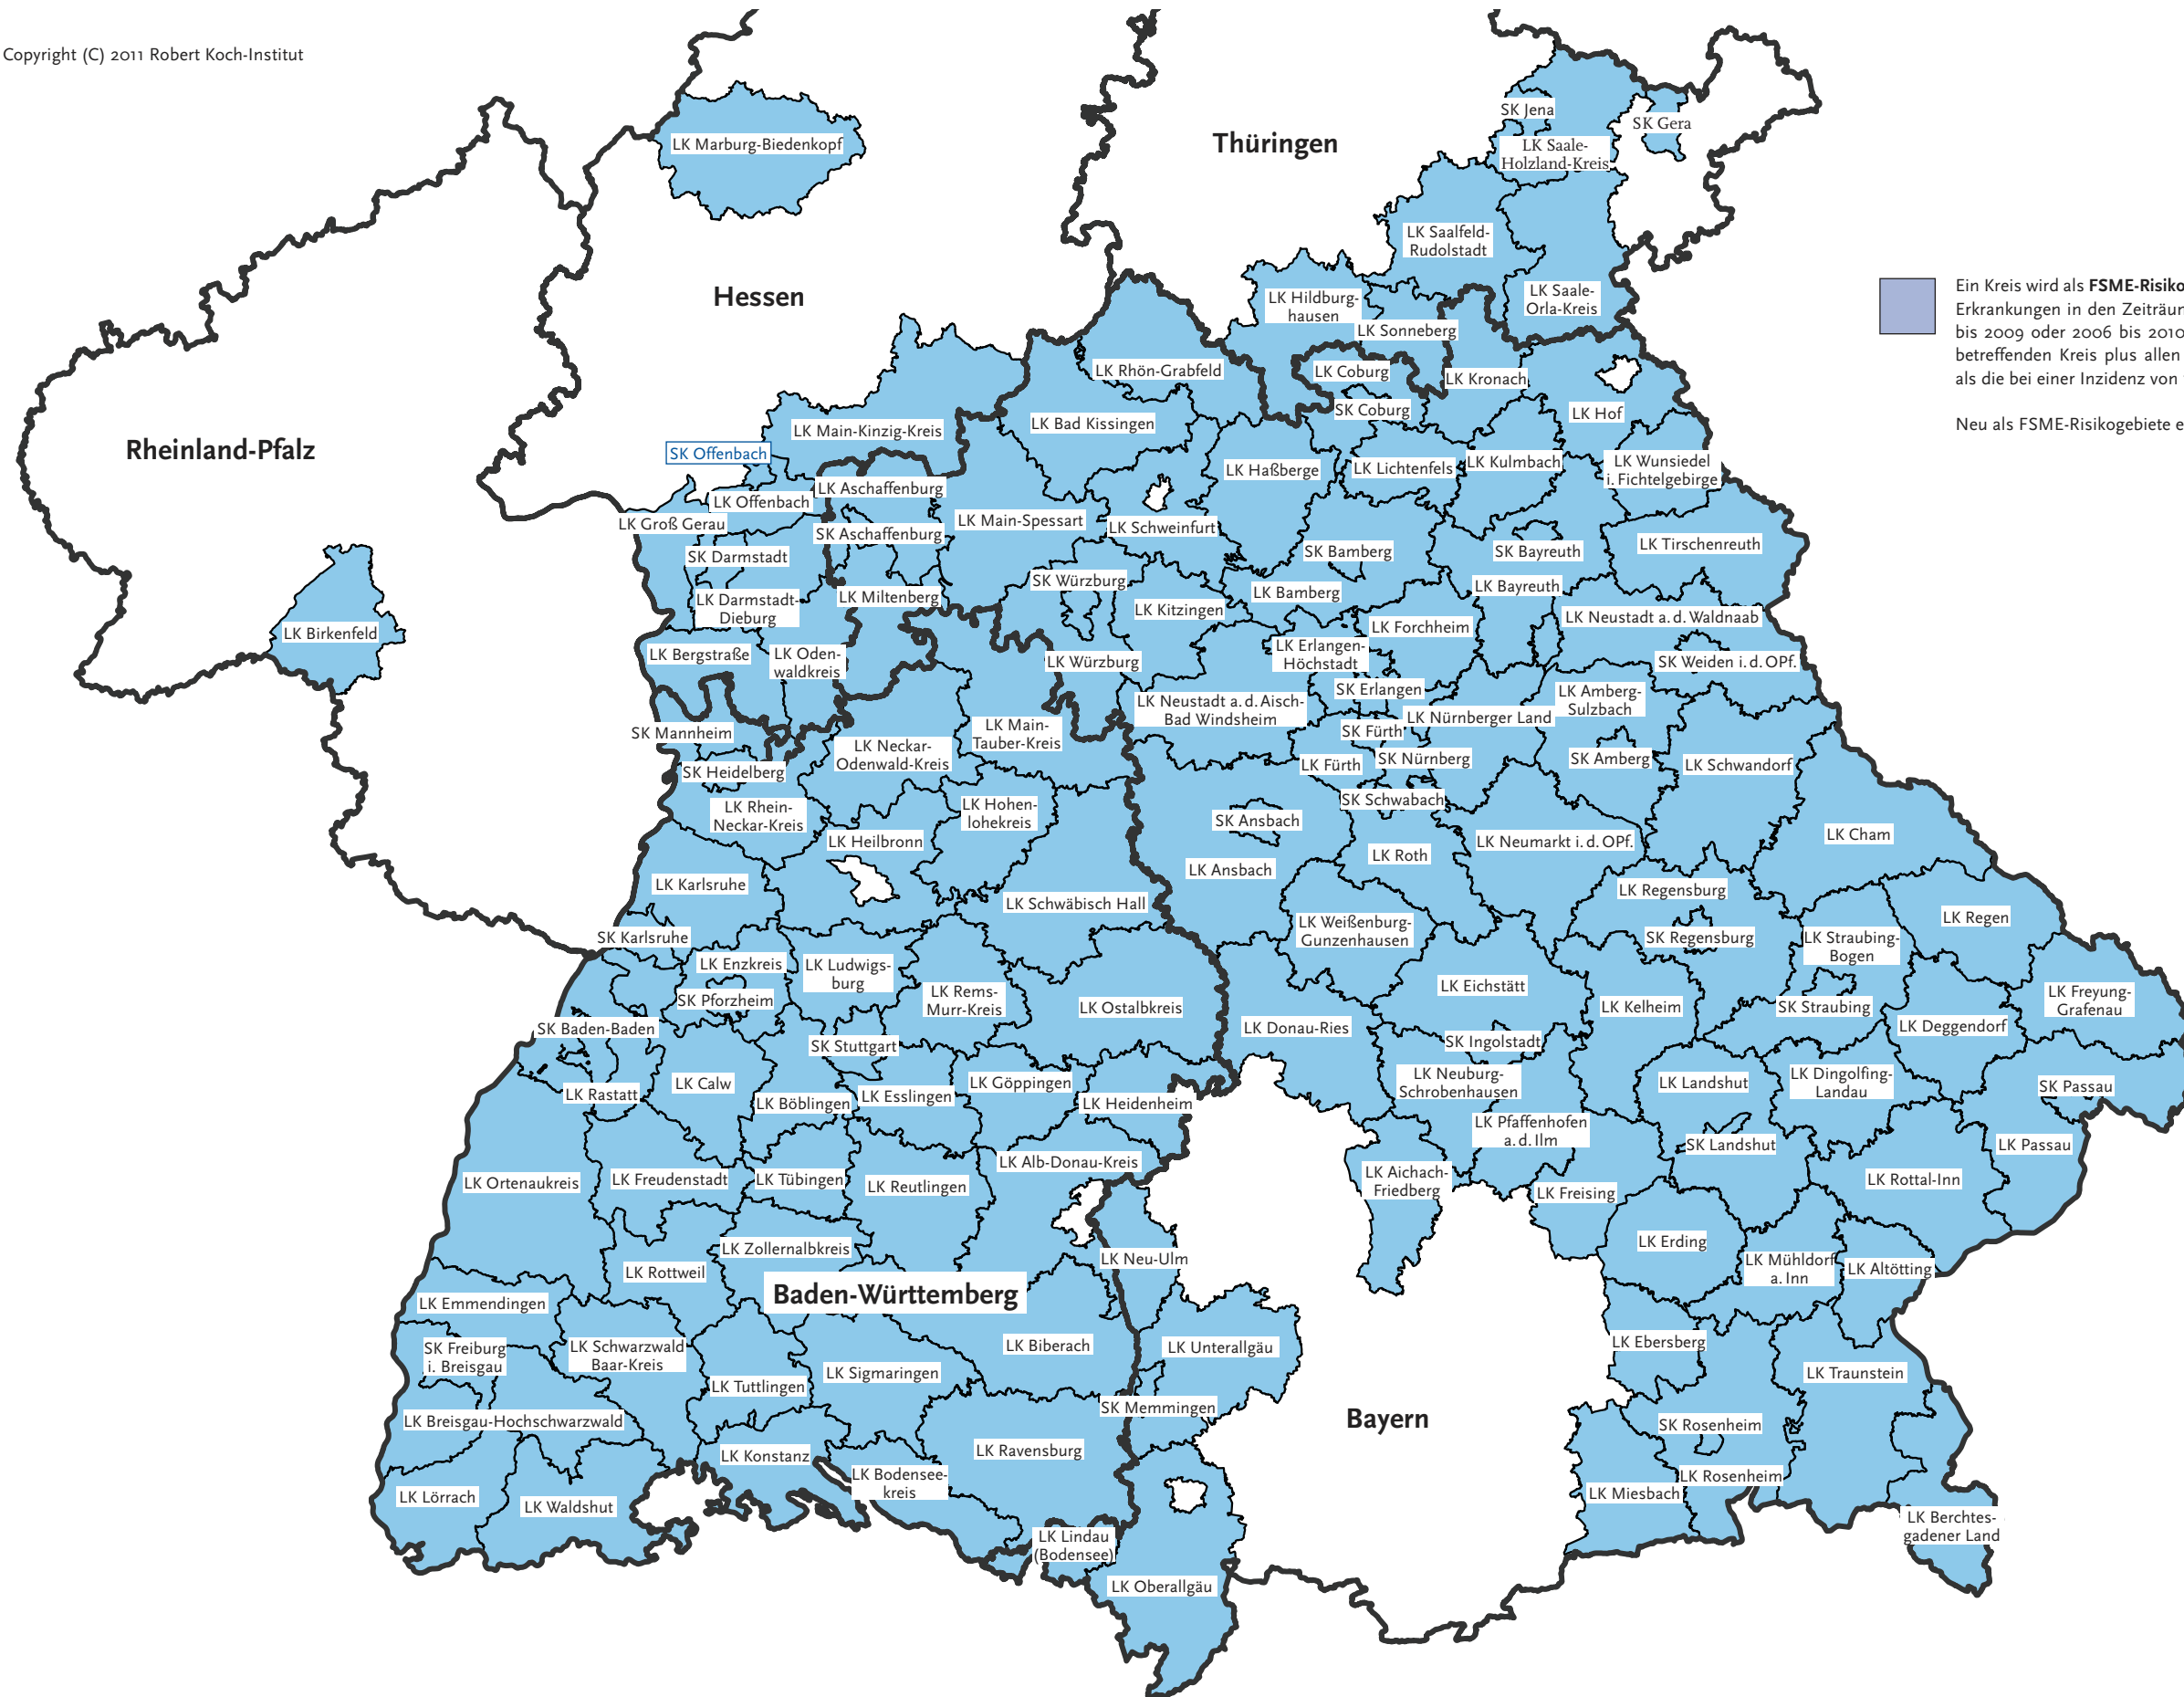 Copyright (C) 2011 Robert Koch-Institut
SK Jena
SK Gera
LK Marburg-Biedenkopf
Thüringen
LK Saale-
Holzland-Kreis
LK Saalfeld-
Rudolstadt
Hessen
LK Hildburg-
hausen
LK Saale-
Orla-Kreis
Ein Kreis wird als FSME-Risiko
Erkrankungen in den Zeiträun
bis 2009 oder 2006 bis 2010
betreffenden Kreis plus allen
als die bei einer Inzidenz von
Neu als FSME-Risikogebiete e
LK Sonneberg
LK Rhön-Grabfeld
LK Coburg
LK Kronach
SK Coburg
LK Hof
LK Bad Kissingen
LK Main-Kinzig-Kreis
Rheinland-Pfalz
SK Offenbach
LK Haßberge
LK Lichtenfels
LK Kulmbach
LK Wunsiedel
i. Fichtelgebirge
LK Aschaffenburg
LK Offenbach
LK Groß Gerau
LK Main-Spessart
LK Schweinfurt
SK Aschaffenburg
LK Tirschenreuth
SK Darmstadt
SK Bamberg
SK Bayreuth
SK Würzburg
LK Bayreuth
LK Bamberg
LK Miltenberg
LK Darmstadt-
Dieburg
LK Kitzingen
LK Neustadt a. d. Waldnaab
LK Birkenfeld
LK Forchheim
LK Bergstraße
LK Oden-
waldkreis
LK Würzburg
LK Erlangen-
Höchstadt
SK Weiden i. d. OPf.
SK Erlangen
LK Amberg-
Sulzbach
LK Neustadt a. d. Aisch-
Bad Windsheim
LK Nürnberger Land
SK Mannheim
LK Main-
Tauber-Kreis
SK Fürth
LK Neckar-
Odenwald-Kreis
SK Heidelberg
LK Fürth
SK Nürnberg
SK Amberg
LK Schwandorf
LK Rhein-
Neckar-Kreis
LK Hohen-
lohekreis
SK Schwabach
SK Ansbach
LK Cham
LK Heilbronn
LK Neumarkt i. d. OPf.
LK Roth
LK Ansbach
LK Karlsruhe
LK Regensburg
LK Schwäbisch Hall
LK Regen
LK Weißenburg-
Gunzenhausen
SK Karlsruhe
SK Regensburg
LK Straubing-
Bogen
LK Enzkreis
LK Ludwigs-
burg
SK Pforzheim
LK Rems-
Murr-Kreis
LK Eichstätt
LK Freyung-
Grafenau
LK Ostalbkreis
LK Kelheim
SK Straubing
SK Baden-Baden
LK Donau-Ries
LK Deggendorf
SK Stuttgart
SK Ingolstadt
LK Calw
LK Göppingen
LK Neuburg-
Schrobenhausen
LK Landshut
LK Dingolfing-
Landau
SK Passau
LK Rastatt
LK Böblingen
LK Esslingen
LK Heidenheim
LK Pfaffenhofen
a. d. Ilm
SK Landshut
LK Passau
LK Alb-Donau-Kreis
LK Ortenaukreis
LK Freudenstadt
LK Tübingen
LK Reutlingen
LK Aichach-
Friedberg
LK Freising
LK Rottal-Inn
LK Zollernalbkreis
LK Neu-Ulm
LK Erding
LK Rottweil
LK Mühldorf
a. Inn
LK Altötting
Baden-Württemberg
LK Emmendingen
SK Freiburg
i. Breisgau
LK Schwarzwald
Baar-Kreis
LK Biberach
LK Unterallgäu
LK Ebersberg
LK Sigmaringen
LK Traunstein
LK Tuttlingen
SK Memmingen
LK Breisgau-Hochschwarzwald
Bayern
SK Rosenheim
LK Konstanz
LK Ravensburg
LK Bodensee-
kreis
LK Rosenheim
LK Lörrach
LK Waldshut
LK Miesbach
LK Lindau
(Bodensee)
LK Berchtes-
gadener Land
LK Oberallgäu